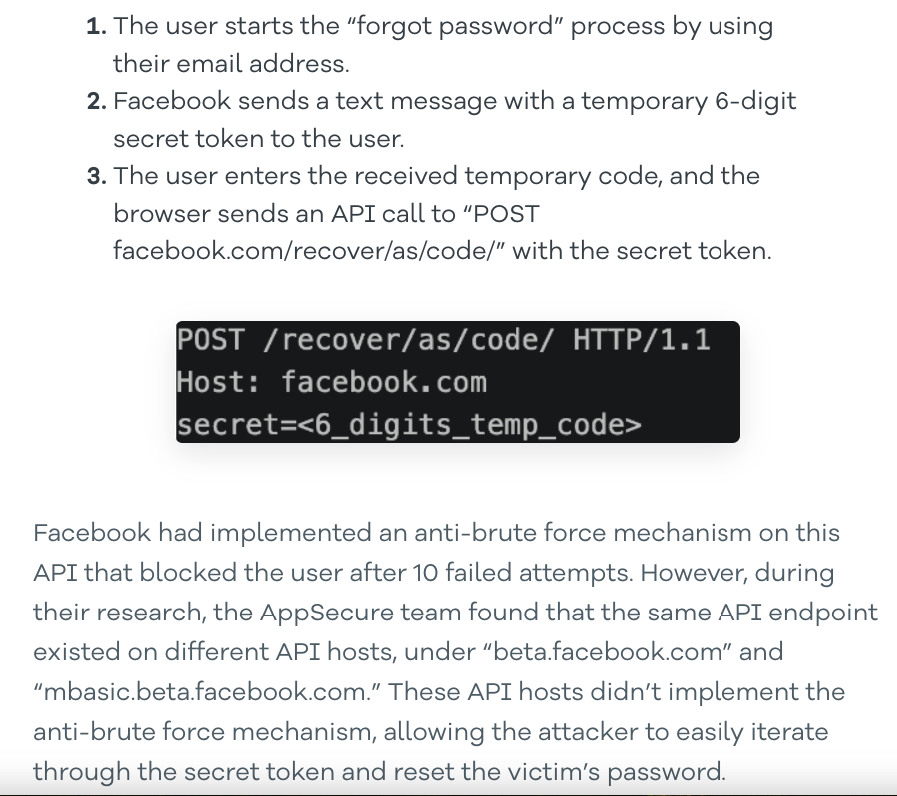 1. The user starts the “forgot password” process by using
their email address.
2. Facebook sends a text message with a temporary 6-digit
secret token to the user.
3. The user enters the received temporary code, and the
browser sends an API call to “POST
facebook.com/recover/as/code/” with the secret token.
POST /recover/as/code/ HTTP/1.1
Host: facebook.com
secret=<6_digits_temp_code>
Facebook had implemented an anti-brute force mechanism on this
API that blocked the user after 10 failed attempts. However, during
their research, the AppSecure team found that the same API endpoint
existed on different API hosts, under “beta.facebook.com” and
“mbasic.beta.facebook.com.” These API hosts didn’t implement the
anti-brute force mechanism, allowing the attacker to easily iterate
through the secret token and reset the victim’s password.